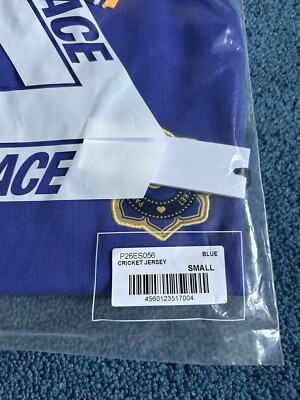 ACE
ACE
P26ES056
BLUE
CRICKET JERSEY
SMALL
4560123517004